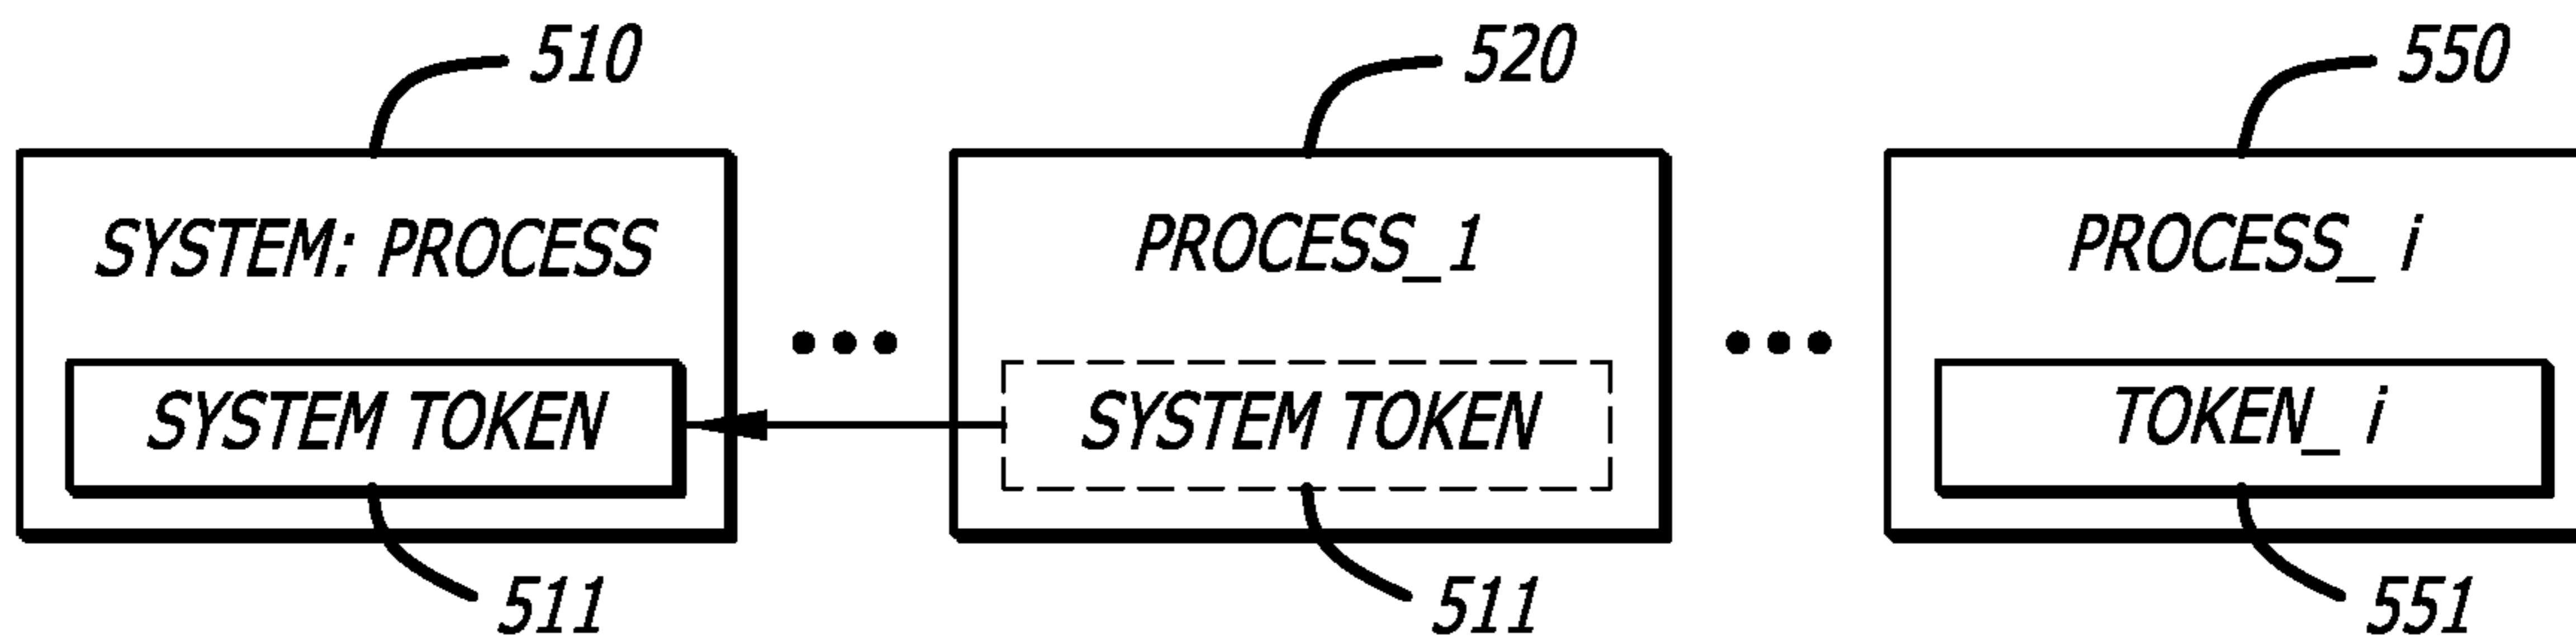 510 520 550
SYSTEM: PROCESS PROCESS_1 PROCESS_ i
SYSTEM TOKEN SYSTEM TOKEN TOKEN_ i
511 511 551